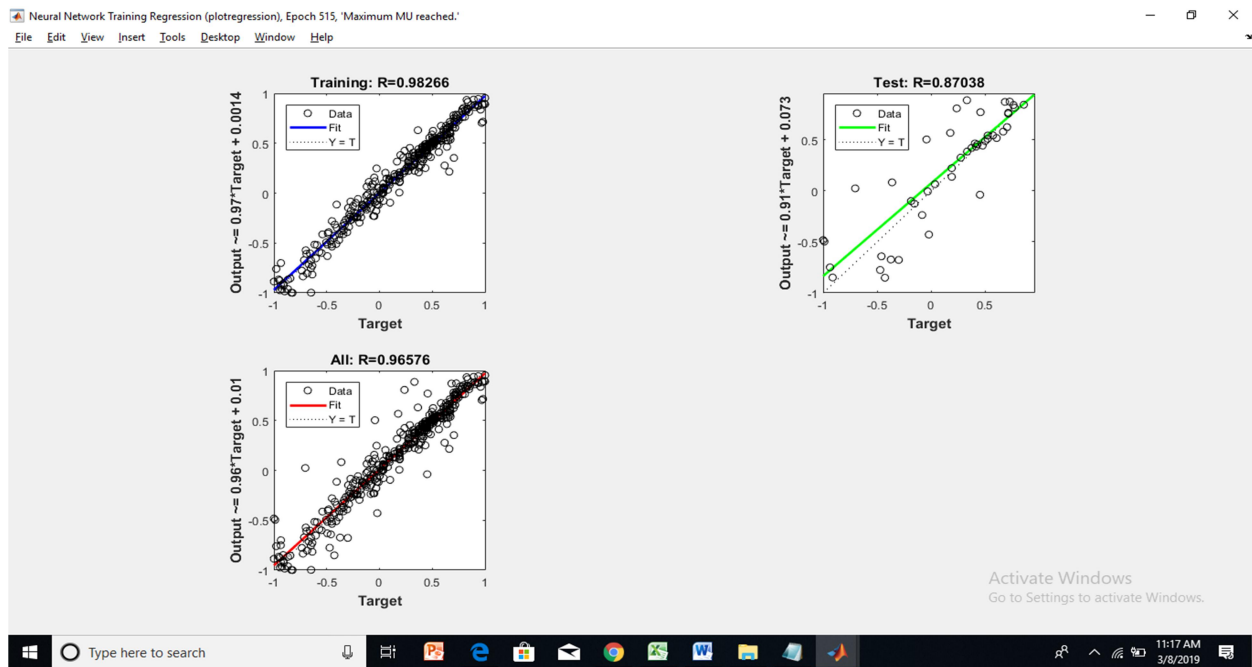 Neural Network Training Regression (plotregression), Epoch 515, 'Maximum MU reached.'
File Edit View Insert Tools Desktop Window Help
Training: R=0.98266
Output ~= 0.97*Target + 0.0014
1
0.5
0
-0.5
-1
Data
Fit
Y = T
-1 -0.5 0 0.5 1
Target
Test: R=0.87038
Output ~= 0.91*Target + 0.073
0.5
0
-0.5
-1
Data
Fit
Y = T
-1 -0.5 0 0.5
Target
All: R=0.96576
Output ~= 0.96*Target + 0.01
1
0.5
0
-0.5
-1
Data
Fit
Y = T
-1 -0.5 0 0.5 1
Target
Activate Windows
Go to Settings to activate Windows.
Type here to search
11:17 AM
3/8/2019